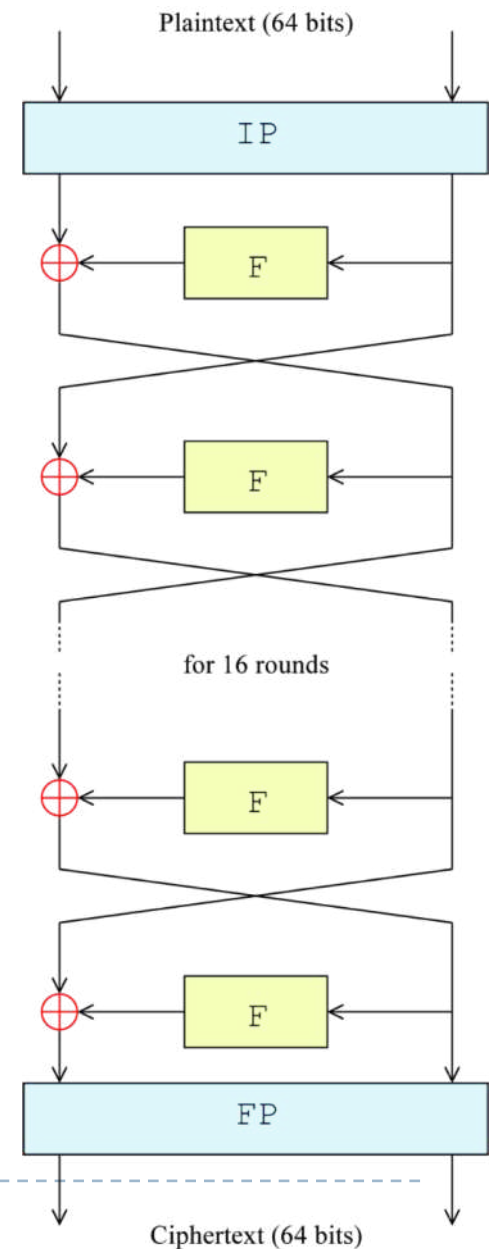 Plaintext (64 bits)
IP
F
F
for 16 rounds
F
F
FP
Ciphertext (64 bits)